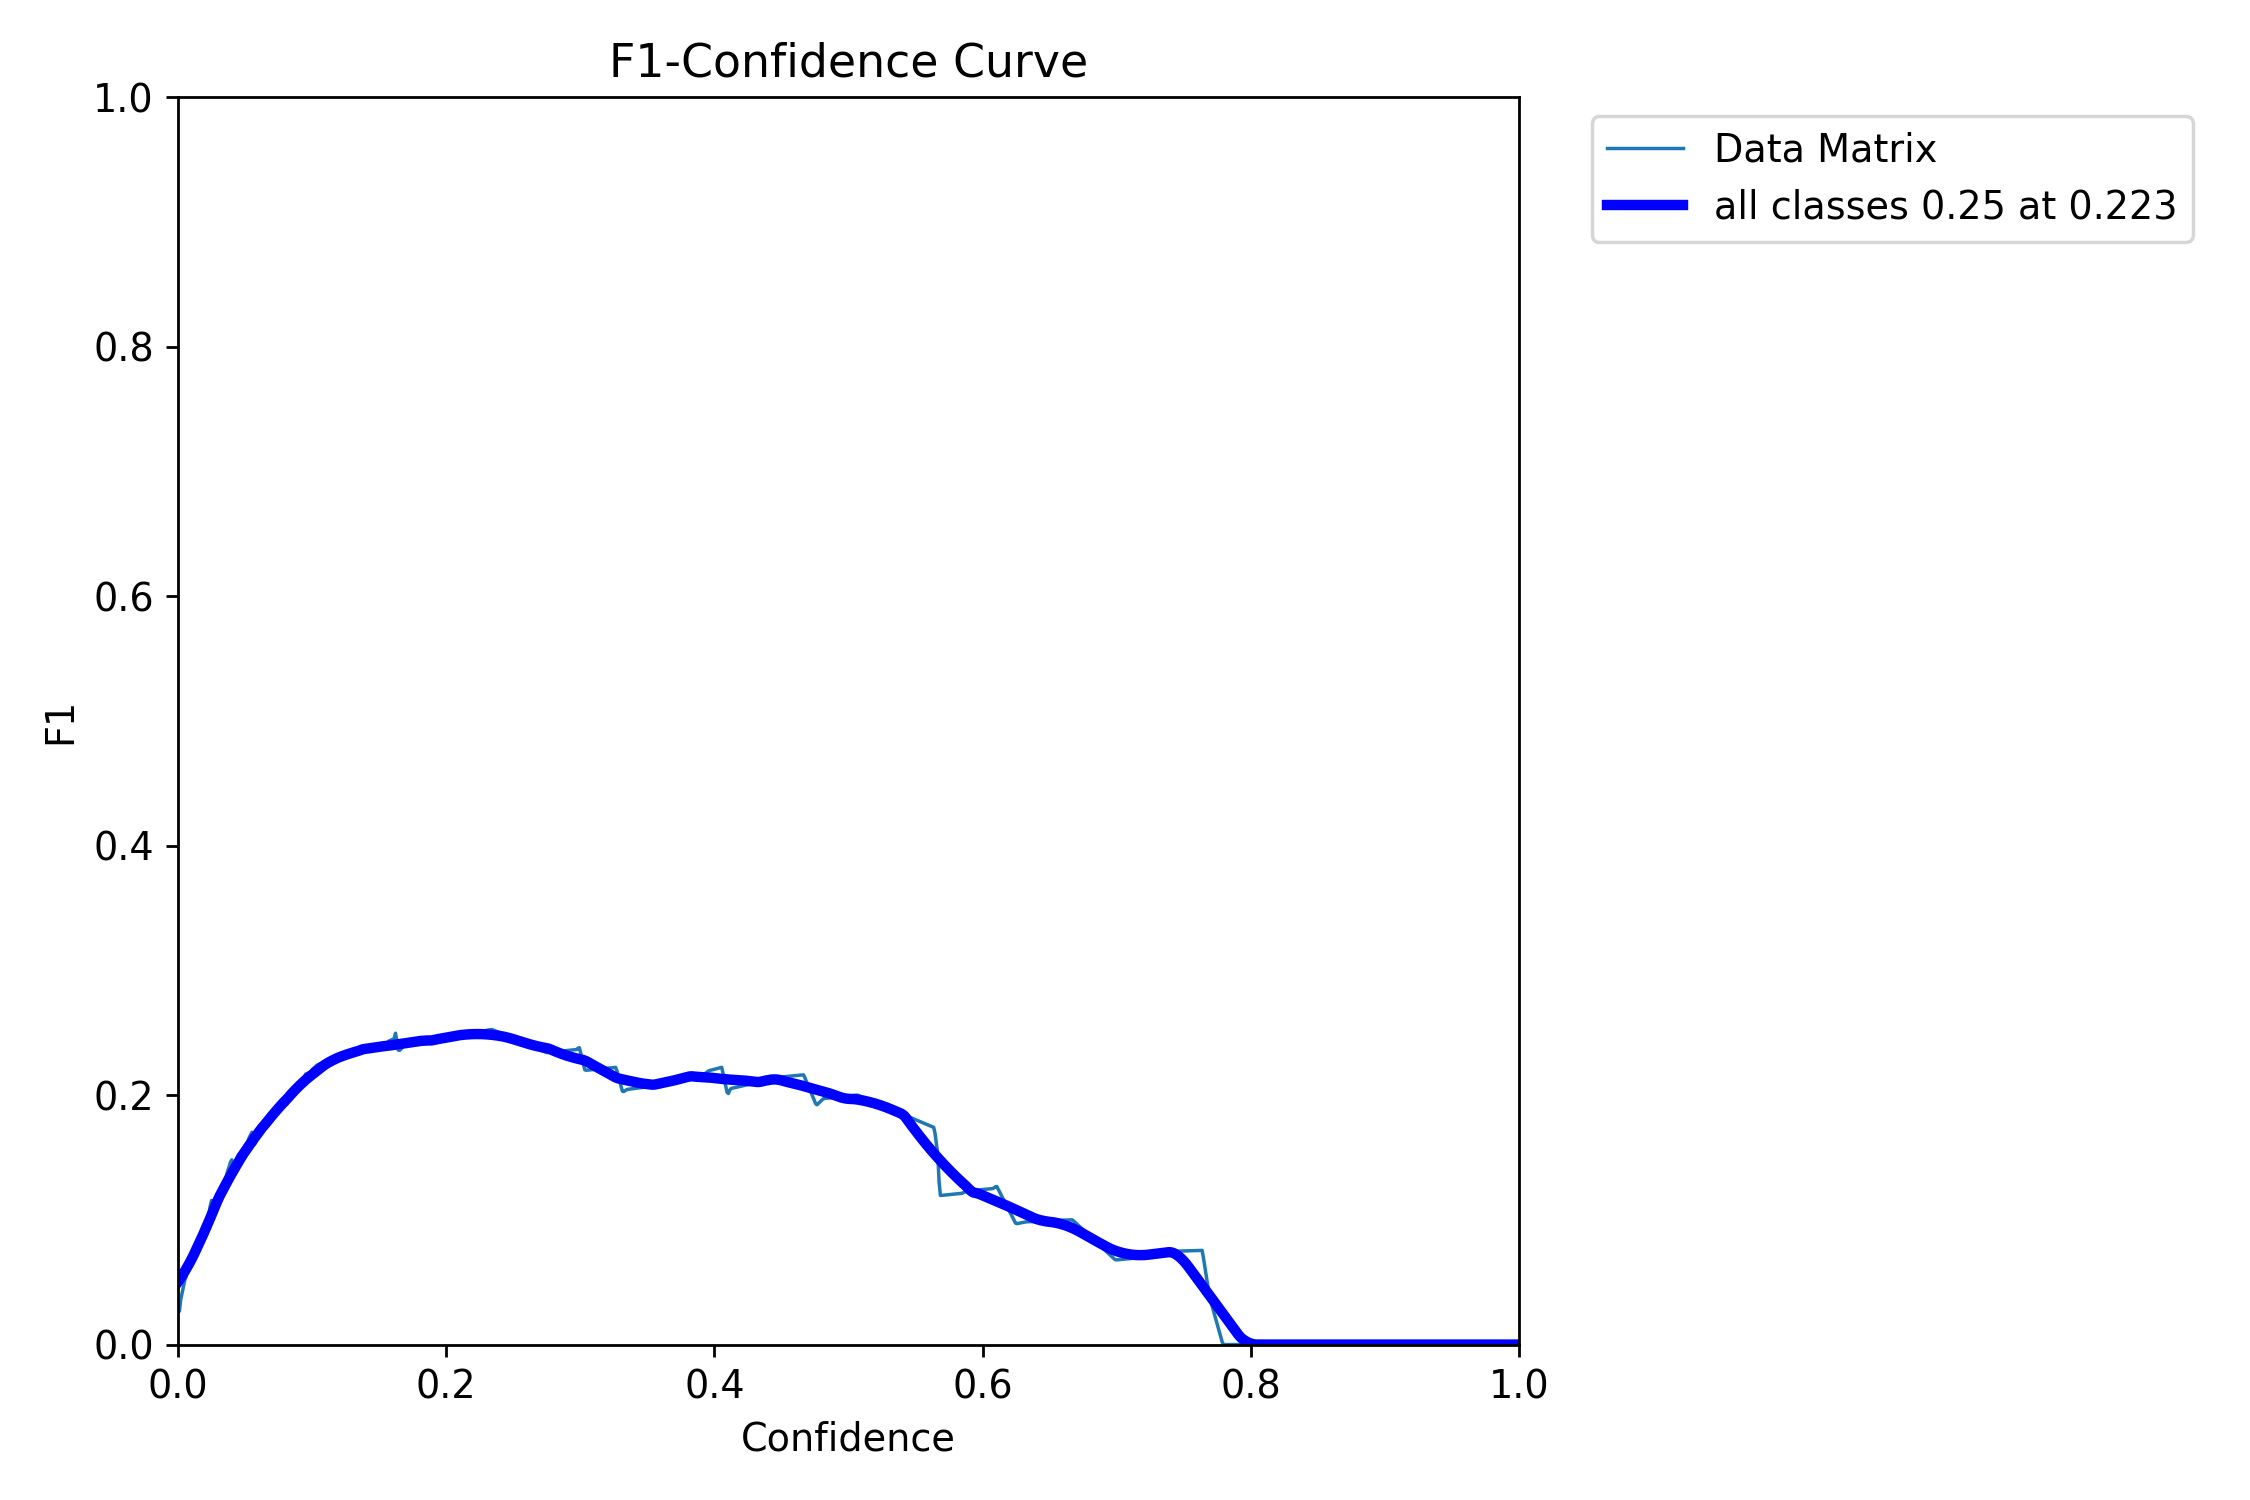 F1-Confidence Curve
Data Matrix
all classes 0.25 at 0.223
1.0
0.8
0.6
0.4
0.2
0.0
F1
0.0 0.2 0.4 0.6 0.8 1.0
Confidence